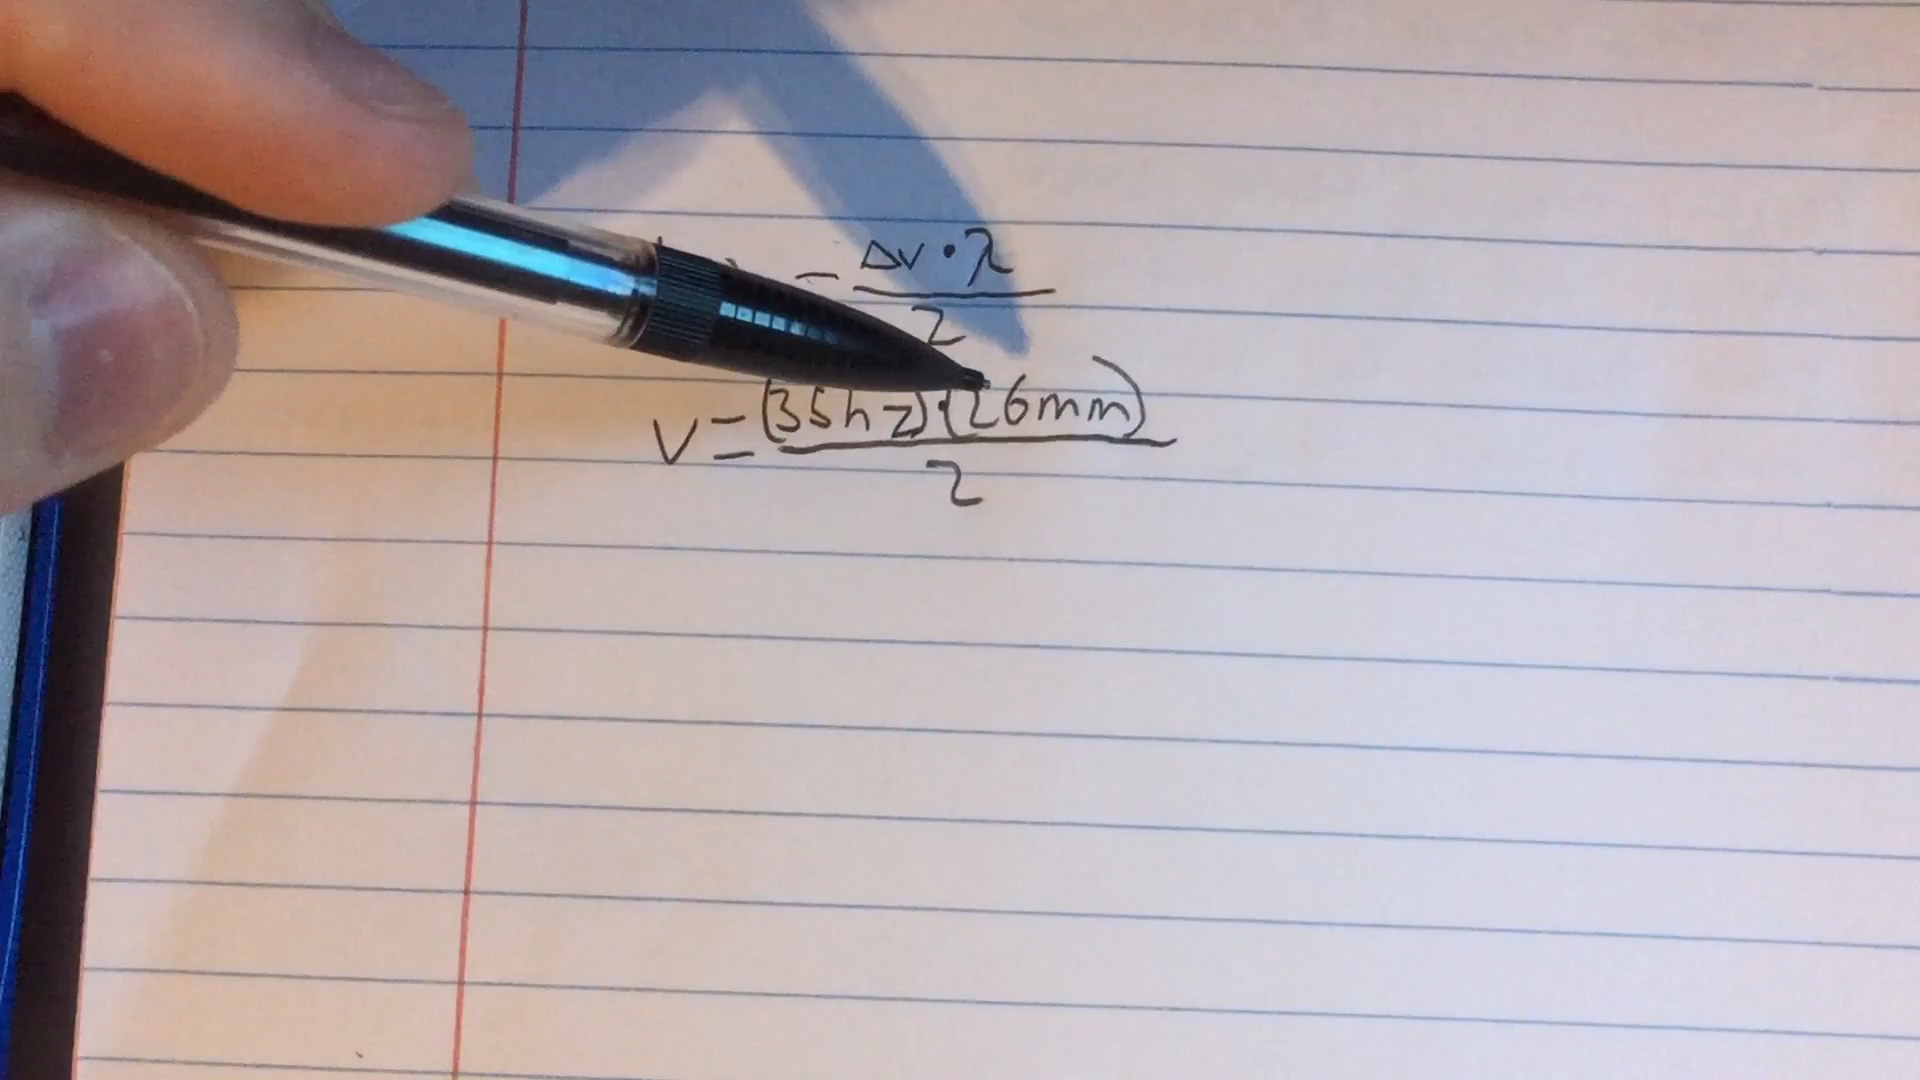 = Δv·λ
2
v = (35hz)·(26mm)
2